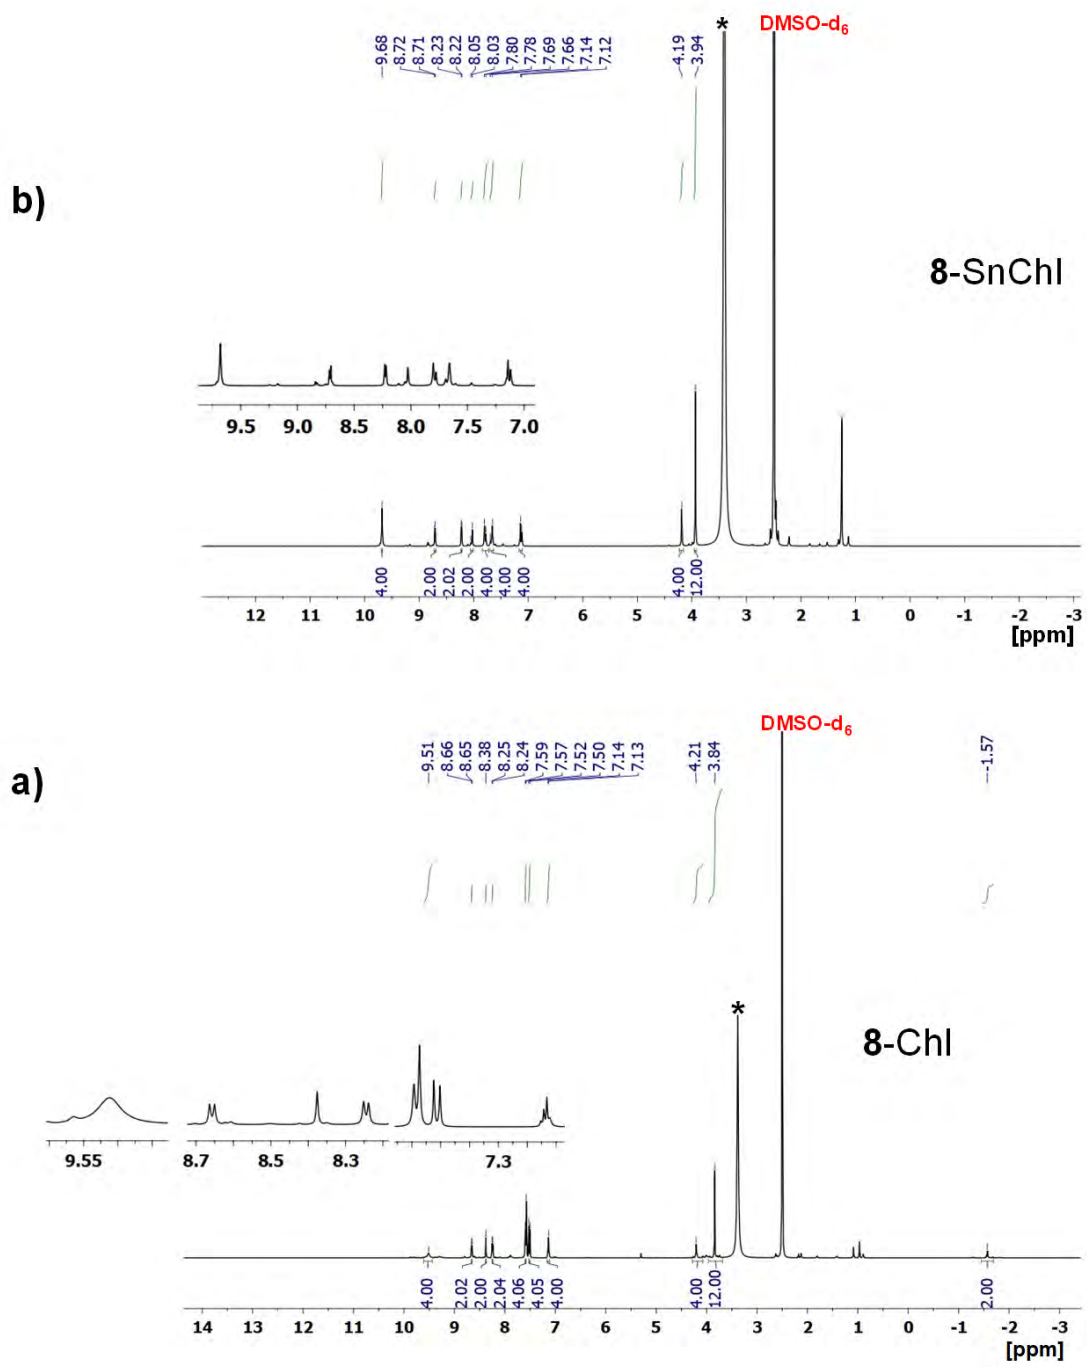 * DMSO-d6
9.68 8.72 8.71 8.23 8.22 8.05 8.03 7.80 7.78 7.69 7.66 7.14 7.12 4.19 3.94
b)
8-SnChl
9.5 9.0 8.5 8.0 7.5 7.0
4.00 2.00 2.02 2.00 4.00 4.00 4.00 4.00 12.00
12 11 10 9 8 7 6 5 4 3 2 1 0 -1 -2 -3
[ppm]
DMSO-d6
9.51 8.66 8.65 8.38 8.25 8.24 7.59 7.57 7.52 7.50 7.14 7.13 4.21 3.84 -1.57
a)
*
8-Chl
9.55 8.7 8.5 8.3 7.3
4.00 2.02 2.00 2.04 4.06 4.05 4.00 4.00 12.00 2.00
14 13 12 11 10 9 8 7 6 5 4 3 2 1 0 -1 -2 -3
[ppm]